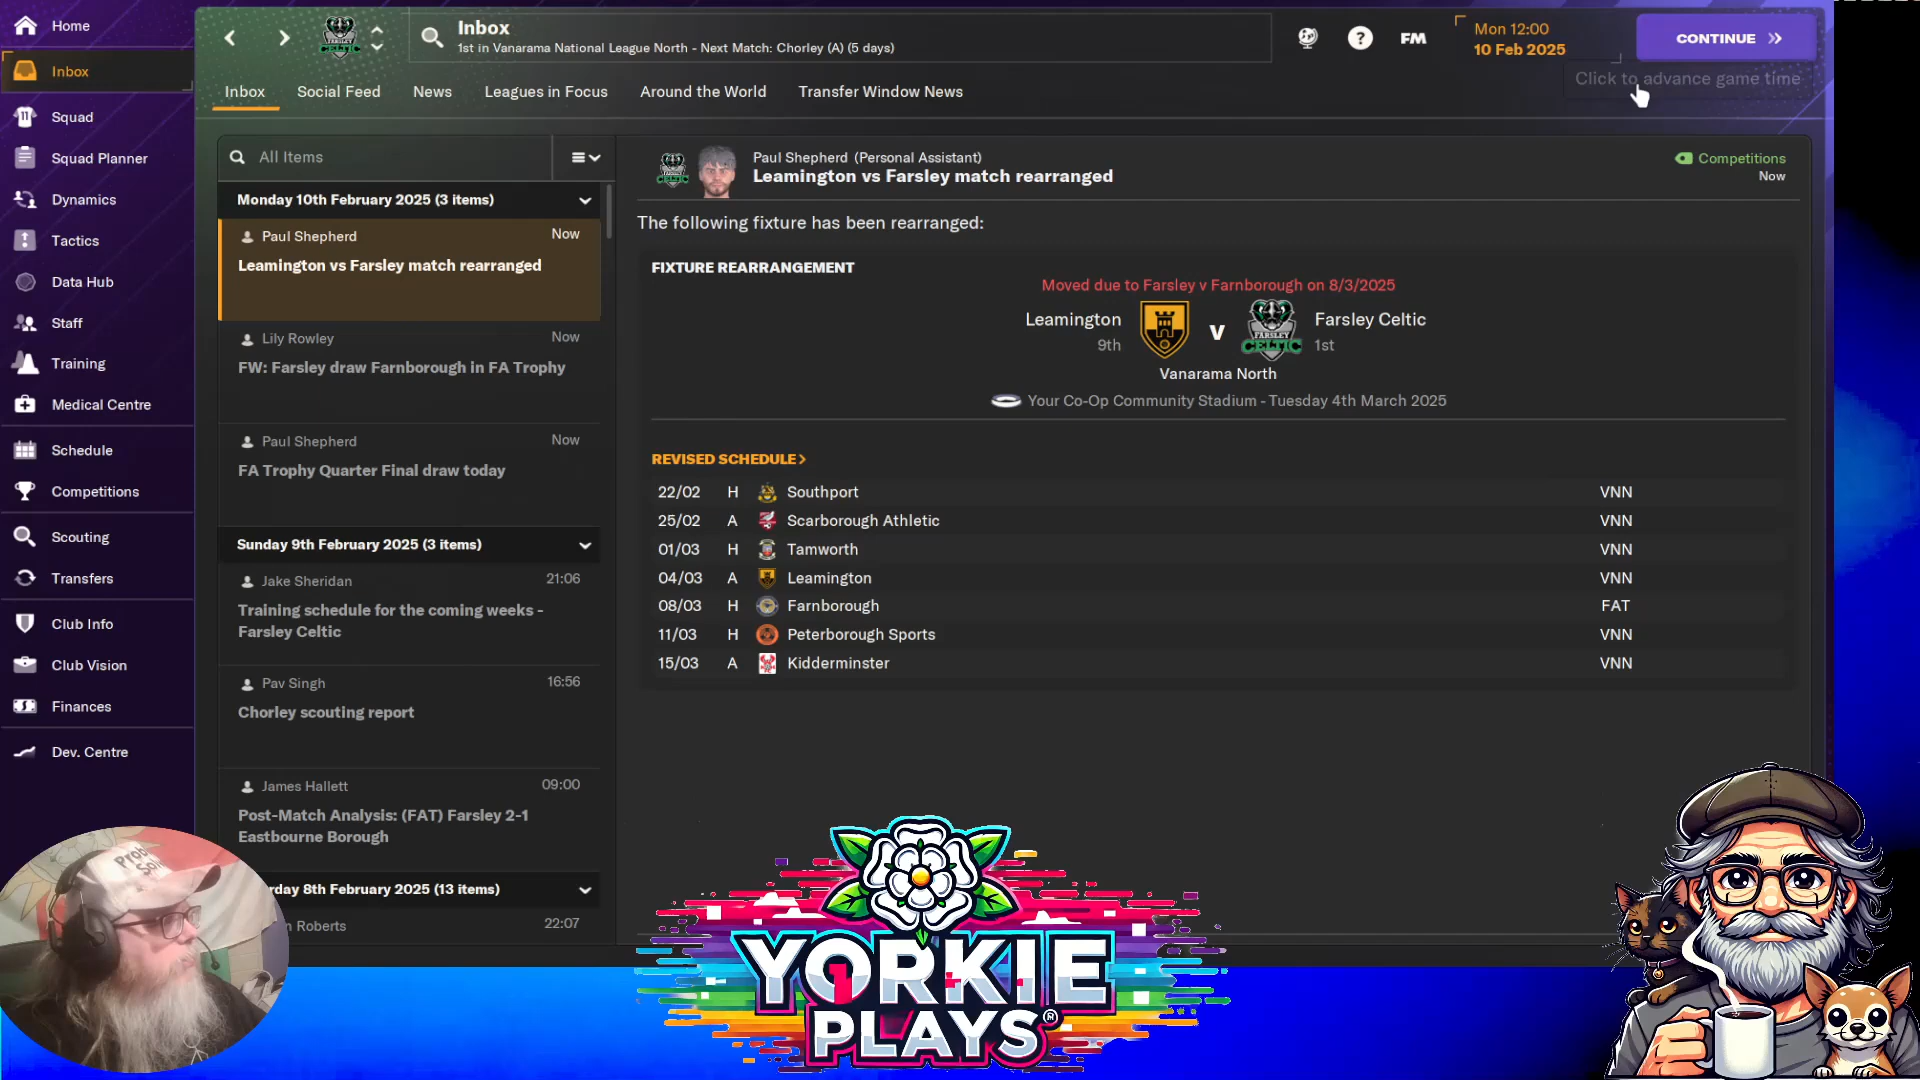 Home
Inbox
Squad
Squad Planner
Dynamics
Tactics
Data Hub
Staff
Training
Medical Centre
Schedule
Competitions
Scouting
Transfers
Club Info
Club Vision
Finances
Dev. Centre
FARSLEY CELTIC
Inbox
1st in Vanarama National League North - Next Match: Chorley (A) (5 days)
FM
Mon 12:00
10 Feb 2025
CONTINUE
Click to advance game time
Inbox Social Feed News Leagues in Focus Around the World Transfer Window News
All Items
Monday 10th February 2025 (3 items)
Paul Shepherd Now
Leamington vs Farsley match rearranged
Lily Rowley Now
FW: Farsley draw Farnborough in FA Trophy
Paul Shepherd Now
FA Trophy Quarter Final draw today
Sunday 9th February 2025 (3 items)
Jake Sheridan 21:06
Training schedule for the coming weeks -
Farsley Celtic
Pav Singh 16:56
Chorley scouting report
James Hallett 09:00
Post-Match Analysis: (FAT) Farsley 2-1
Eastbourne Borough
rday 8th February 2025 (13 items)
n Roberts 22:07
Paul Shepherd (Personal Assistant)
Leamington vs Farsley match rearranged
Competitions
Now
The following fixture has been rearranged:
FIXTURE REARRANGEMENT
Moved due to Farsley v Farnborough on 8/3/2025
Leamington v Farsley Celtic
9th 1st
FARSLEY CELTIC
Vanarama North
Your Co-Op Community Stadium - Tuesday 4th March 2025
REVISED SCHEDULE >
22/02 H Southport VNN
25/02 A Scarborough Athletic VNN
01/03 H Tamworth VNN
04/03 A Leamington VNN
08/03 H Farnborough FAT
11/03 H Peterborough Sports VNN
15/03 A Kidderminster VNN
YORKIE
PLAYS®